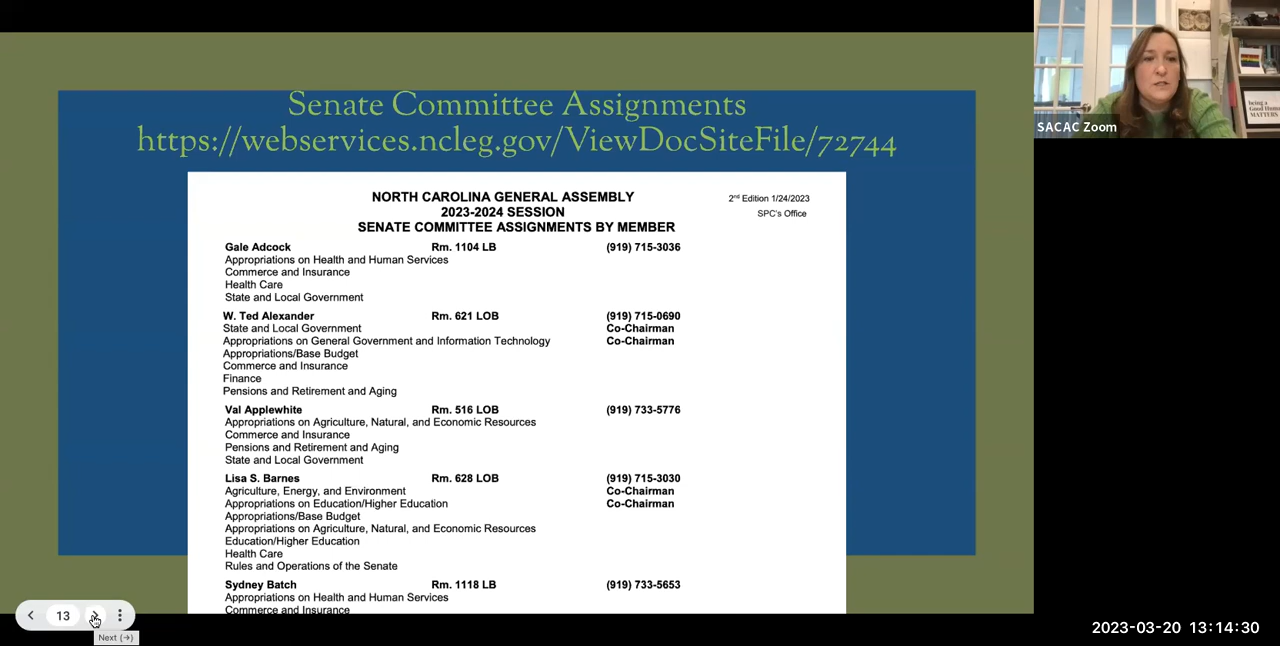 Senate Committee Assignments
https://webservices.ncleg.gov/ViewDocSiteFile/72744
NORTH CAROLINA GENERAL ASSEMBLY
2023-2024 SESSION
SENATE COMMITTEE ASSIGNMENTS BY MEMBER
2nd Edition 1/24/2023
SPC's Office
Gale Adcock Rm. 1104 LB (919) 715-3036
Appropriations on Health and Human Services
Commerce and Insurance
Health Care
State and Local Government
W. Ted Alexander Rm. 621 LOB (919) 715-0690
State and Local Government Co-Chairman
Appropriations on General Government and Information Technology Co-Chairman
Appropriations/Base Budget
Commerce and Insurance
Finance
Pensions and Retirement and Aging
Val Applewhite Rm. 516 LOB (919) 733-5776
Appropriations on Agriculture, Natural, and Economic Resources
Commerce and Insurance
Pensions and Retirement and Aging
State and Local Government
Lisa S. Barnes Rm. 628 LOB (919) 715-3030
Agriculture, Energy, and Environment Co-Chairman
Appropriations on Education/Higher Education Co-Chairman
Appropriations/Base Budget
Appropriations on Agriculture, Natural, and Economic Resources
Education/Higher Education
Health Care
Rules and Operations of the Senate
Sydney Batch Rm. 1118 LB (919) 733-5653
Appropriations on Health and Human Services
Commerce and Insurance
13
Next (→)
SACAC Zoom
being a
Good Human
MATTERS
2023-03-20 13:14:30